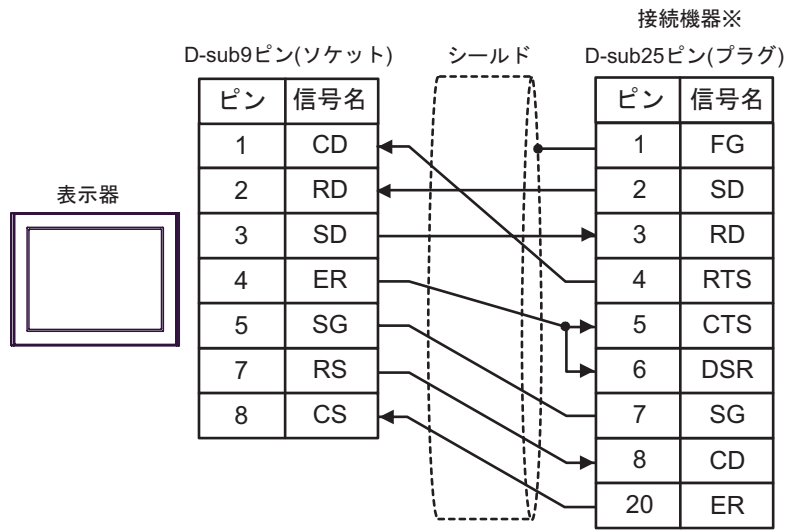 接続機器※
D-sub9ピン(ソケット)
シールド
D-sub25ピン(プラグ)
表示器
ピン 信号名
1 CD
2 RD
3 SD
4 ER
5 SG
7 RS
8 CS
ピン 信号名
1 FG
2 SD
3 RD
4 RTS
5 CTS
6 DSR
7 SG
8 CD
20 ER